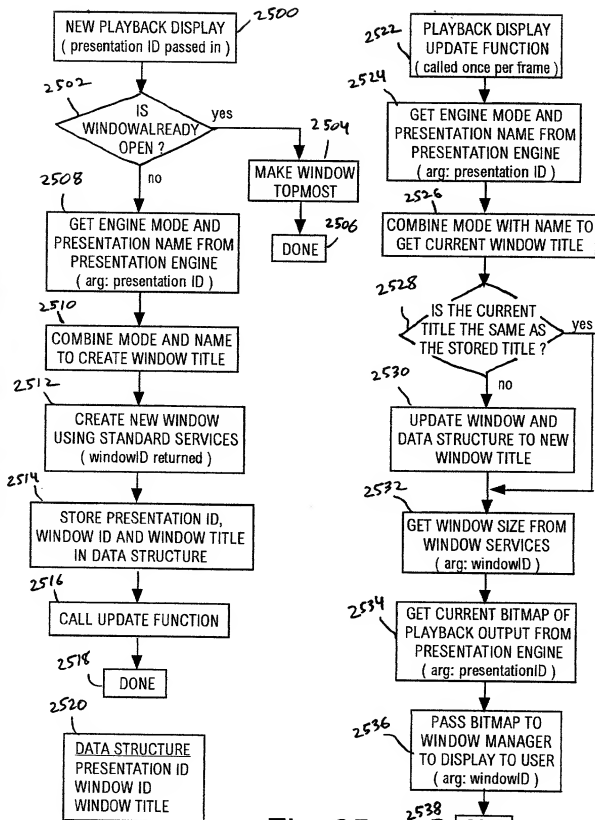 2500
NEW PLAYBACK DISPLAY
( presentation ID passed in )
2502
IS
WINDOWALREADY
OPEN ?
yes
2504
MAKE WINDOW
TOPMOST
2506
DONE
no
2508
GET ENGINE MODE AND
PRESENTATION NAME FROM
PRESENTATION ENGINE
( arg: presentation ID )
2510
COMBINE MODE AND NAME
TO CREATE WINDOW TITLE
2512
CREATE NEW WINDOW
USING STANDARD SERVICES
( windowID returned )
2514
STORE PRESENTATION ID,
WINDOW ID AND WINDOW TITLE
IN DATA STRUCTURE
2516
CALL UPDATE FUNCTION
2518
DONE
2520
DATA STRUCTURE
PRESENTATION ID
WINDOW ID
WINDOW TITLE
2522
PLAYBACK DISPLAY
UPDATE FUNCTION
( called once per frame )
2524
GET ENGINE MODE AND
PRESENTATION NAME FROM
PRESENTATION ENGINE
( arg: presentation ID )
2526
COMBINE MODE WITH NAME TO
GET CURRENT WINDOW TITLE
2528
IS THE CURRENT
TITLE THE SAME AS
THE STORED TITLE ?
yes
no
2530
UPDATE WINDOW AND
DATA STRUCTURE TO NEW
WINDOW TITLE
2532
GET WINDOW SIZE FROM
WINDOW SERVICES
( arg: windowID )
2534
GET CURRENT BITMAP OF
PLAYBACK OUTPUT FROM
PRESENTATION ENGINE
( arg: presentationID )
2536
PASS BITMAP TO
WINDOW MANAGER
TO DISPLAY TO USER
( arg: windowID )
2538